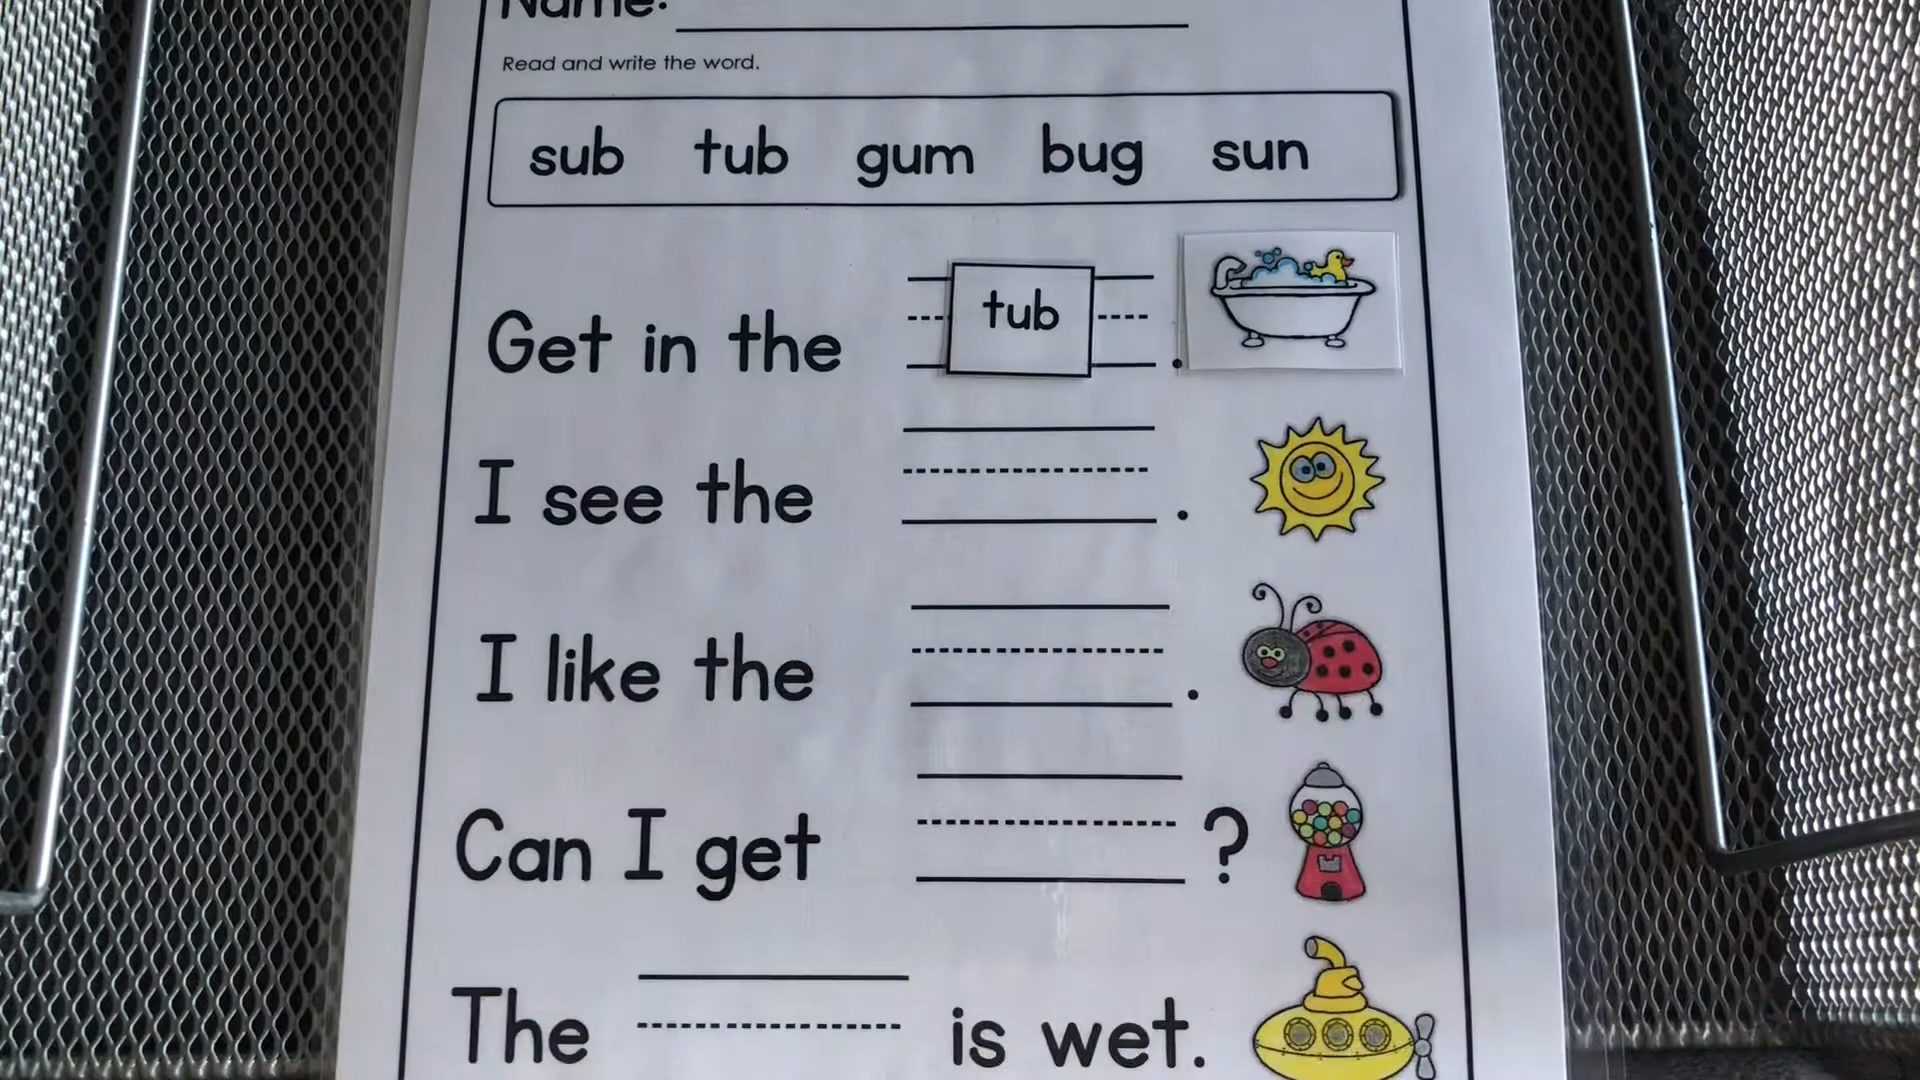 Name:
Read and write the word.
sub tub gum bug sun
Get in the tub.
I see the .
I like the .
Can I get ?
The is wet.